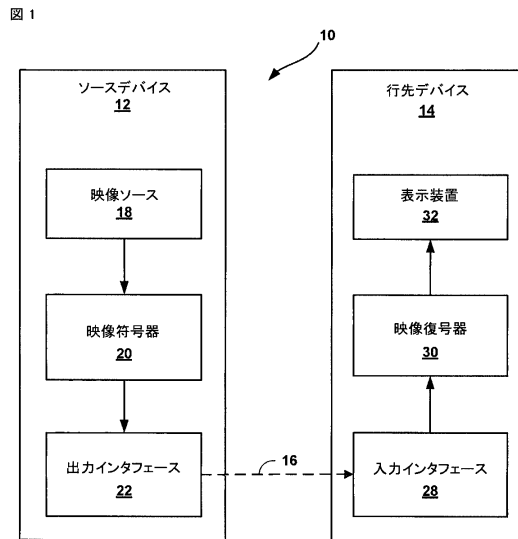 図 1
10
ソースデバイス
12
映像ソース
18
映像符号器
20
出力インタフェース
22
16
行先デバイス
14
表示装置
32
映像復号器
30
入力インタフェース
28